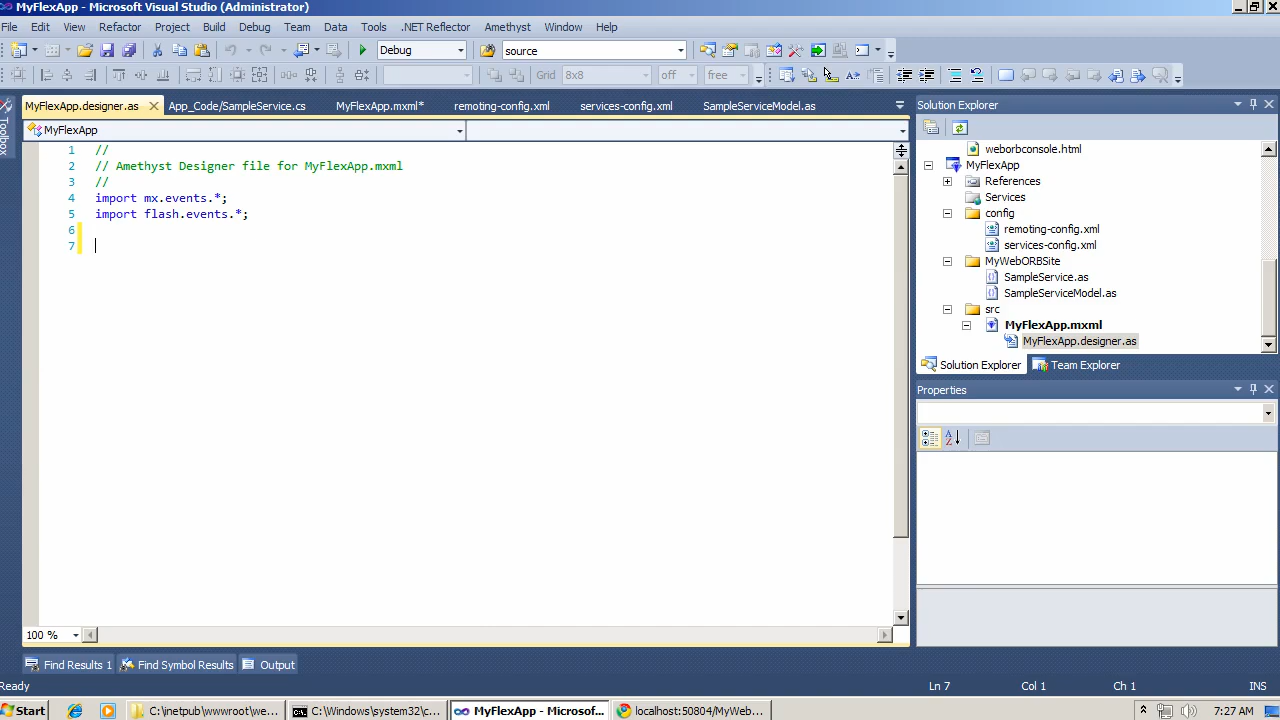 MyFlexApp - Microsoft Visual Studio (Administrator)
File Edit View Refactor Project Build Debug Team Data Tools .NET Reflector Amethyst Window Help
Debug source
Grid 8x8 off free
MyFlexApp.designer.as App_Code/SampleService.cs MyFlexApp.mxml* remoting-config.xml services-config.xml SampleServiceModel.as
MyFlexApp
Toolbox
1 //
2 // Amethyst Designer file for MyFlexApp.mxml
3 //
4 import mx.events.*;
5 import flash.events.*;
6
7
100 %
Solution Explorer
weborbconsole.html
MyFlexApp
References
Services
config
remoting-config.xml
services-config.xml
MyWebORBSite
SampleService.as
SampleServiceModel.as
src
MyFlexApp.mxml
MyFlexApp.designer.as
Solution Explorer Team Explorer
Properties
Find Results 1 Find Symbol Results Output
Ready Ln 7 Col 1 Ch 1 INS
Start C:\inetpub\wwwroot\we... C:\Windows\system32\c... MyFlexApp - Microsof... localhost:50804/MyWeb... 7:27 AM